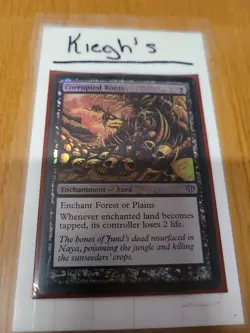 Kiegh's
Corrupted Roots
Enchantment — Aura
Enchant Forest or Plains
Whenever enchanted land becomes
tapped, its controller loses 2 life.
The bones of Jund's dead resurfaced in
Naya, poisoning the jungle and killing
the sunseeders' crops.